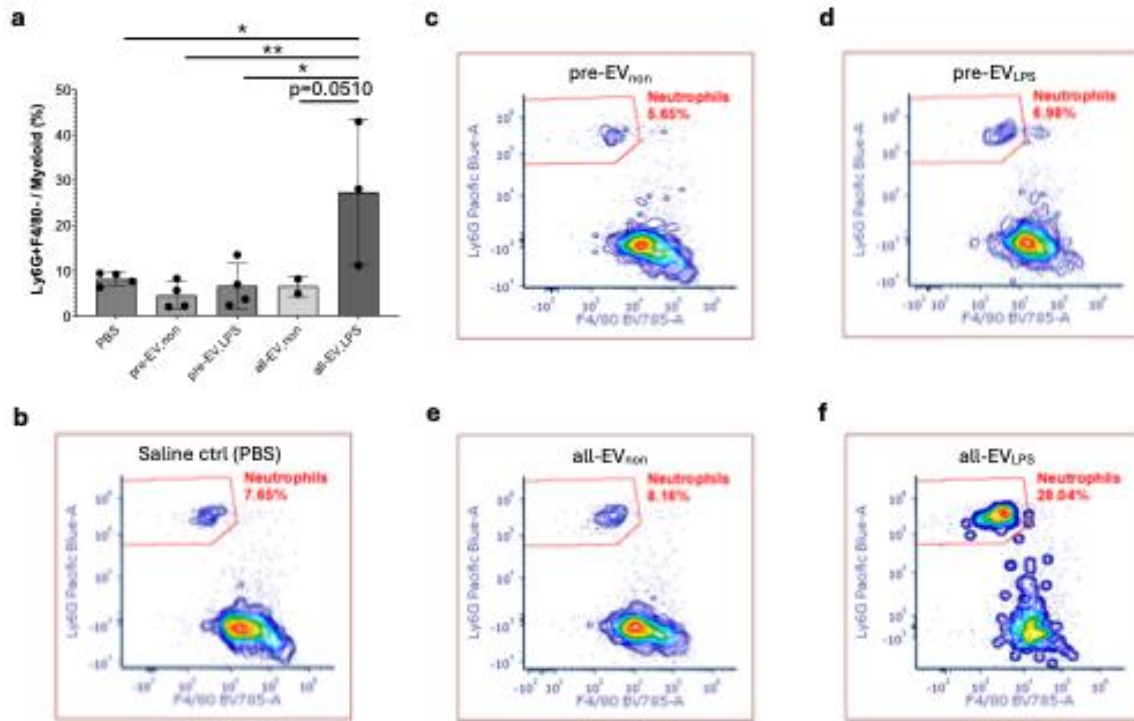 a
*
**
*
p=0.0510
Ly6G+F4/80- / Myeloid (%)
50
40
30
20
10
0
PBS
pre-EV.non
pre-EV.LPS
all-EV.non
all-EV.LPS
b
Saline ctrl (PBS)
Neutrophils
7.65%
Ly6G Pacific Blue-A
F4/80 BV785-A
c
pre-EVnon
Neutrophils
5.65%
Ly6G Pacific Blue-A
F4/80 BV785-A
d
pre-EVLPS
Neutrophils
6.98%
Ly6G Pacific Blue-A
F4/80 BV785-A
e
all-EVnon
Neutrophils
8.16%
Ly6G Pacific Blue-A
F4/80 BV785-A
f
all-EVLPS
Neutrophils
28.04%
Ly6G Pacific Blue-A
F4/80 BV785-A